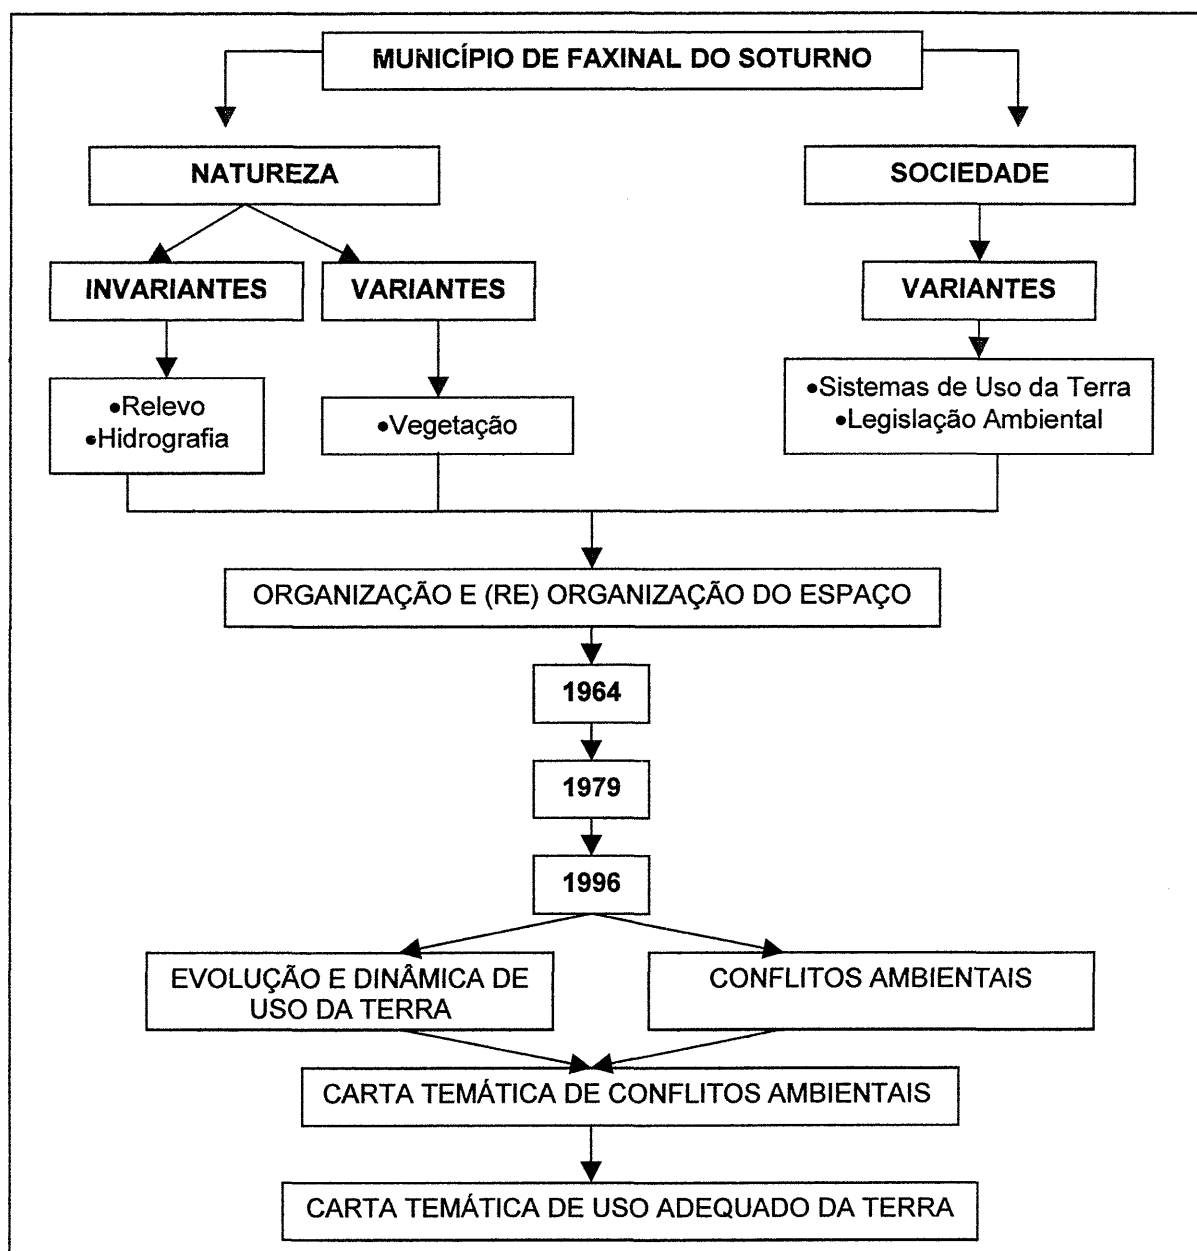 MUNICÍPIO DE FAXINAL DO SOTURNO
NATUREZA
SOCIEDADE
INVARIANTES
VARIANTES
VARIANTES
•Relevo
•Hidrografia
•Vegetação
•Sistemas de Uso da Terra
•Legislação Ambiental
ORGANIZAÇÃO E (RE) ORGANIZAÇÃO DO ESPAÇO
1964
1979
1996
EVOLUÇÃO E DINÂMICA DE
USO DA TERRA
CONFLITOS AMBIENTAIS
CARTA TEMÁTICA DE CONFLITOS AMBIENTAIS
CARTA TEMÁTICA DE USO ADEQUADO DA TERRA